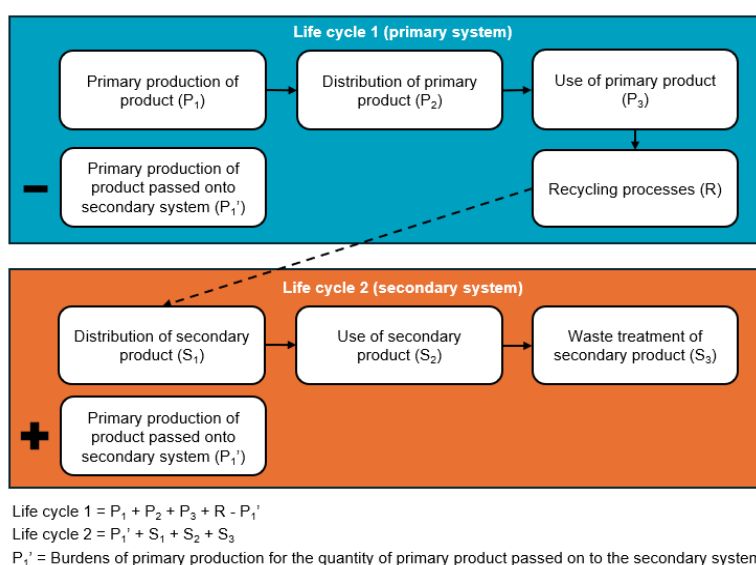 Life cycle 1 (primary system)
Primary production of
product (P₁)
Distribution of primary
product (P₂)
Use of primary product
(P₃)
Primary production of
product passed onto
secondary system (P₁’)
Recycling processes (R)
Life cycle 2 (secondary system)
Distribution of secondary
product (S₁)
Use of secondary
product (S₂)
Waste treatment of
secondary product (S₃)
Primary production of
product passed onto
secondary system (P₁’)
Life cycle 1 = P₁ + P₂ + P₃ + R - P₁’
Life cycle 2 = P₁’ + S₁ + S₂ + S₃
P₁’ = Burdens of primary production for the quantity of primary product passed on to the secondary system